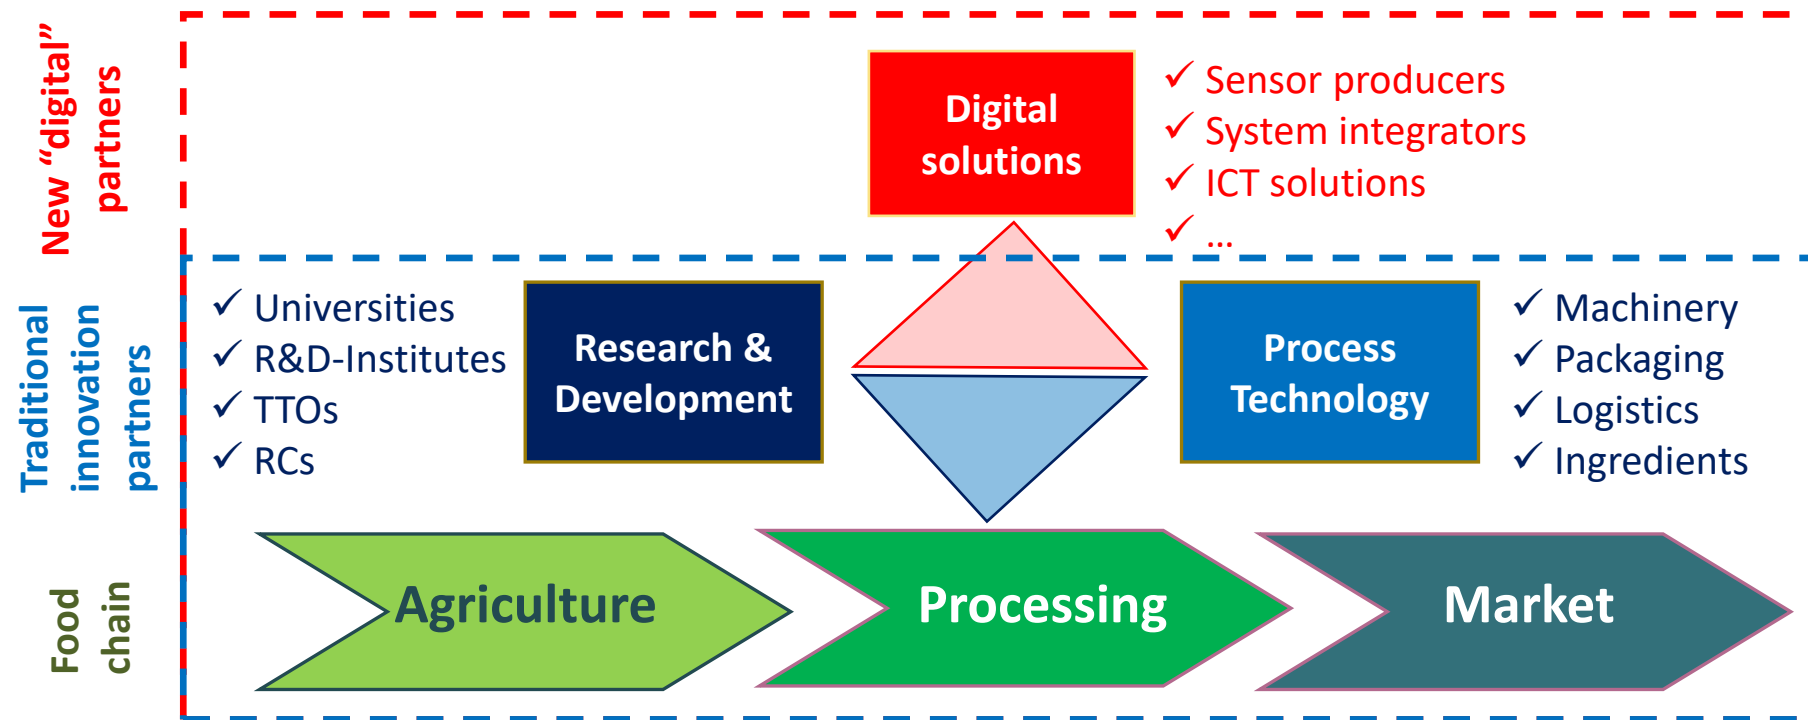 New “digital”
partners
Digital
solutions
✓ Sensor producers
✓ System integrators
✓ ICT solutions
✓ ...
Traditional
innovation
partners
✓ Universities
✓ R&D-Institutes
✓ TTOs
✓ RCs
Research &
Development
Process
Technology
✓ Machinery
✓ Packaging
✓ Logistics
✓ Ingredients
Food
chain
Agriculture
Processing
Market